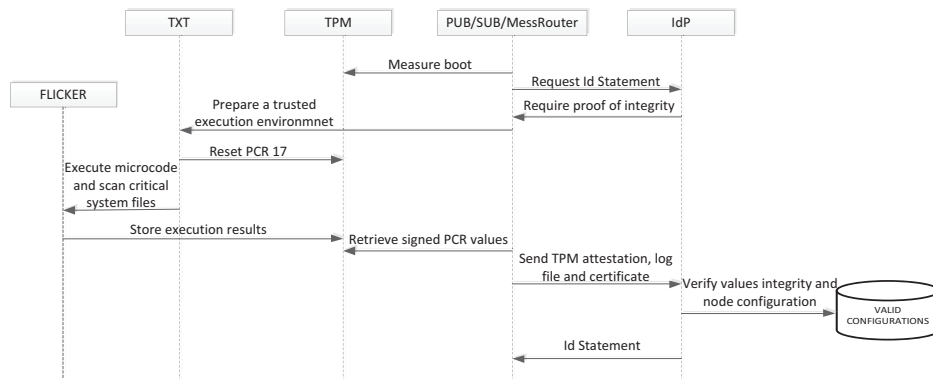 TXT
TPM
PUB/SUB/MessRouter
IdP
Measure boot
Request Id Statement
FLICKER
Prepare a trusted
execution environmnet
Require proof of integrity
Reset PCR 17
Execute microcode
and scan critical
system files
Store execution results
Retrieve signed PCR values
Send TPM attestation, log
file and certificate
Verify values integrity and
node configuration
VALID
CONFIGURATIONS
Id Statement